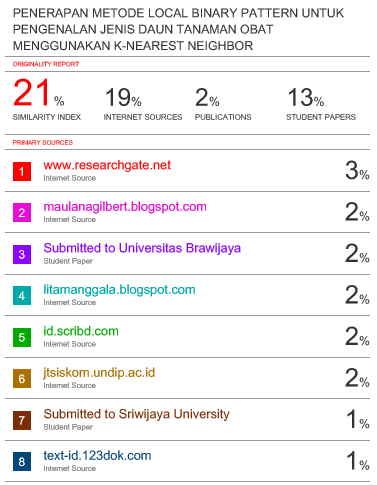 PENERAPAN METODE LOCAL BINARY PATTERN UNTUK
PENGENALAN JENIS DAUN TANAMAN OBAT
MENGGUNAKAN K-NEAREST NEIGHBOR
ORIGINALITY REPORT
21% 19% 2% 13%
SIMILARITY INDEX INTERNET SOURCES PUBLICATIONS STUDENT PAPERS
PRIMARY SOURCES
1 www.researchgate.net 3%
Internet Source
2 maulanagilbert.blogspot.com 2%
Internet Source
3 Submitted to Universitas Brawijaya 2%
Student Paper
4 litamanggala.blogspot.com 2%
Internet Source
5 id.scribd.com 2%
Internet Source
6 jtsiskom.undip.ac.id 2%
Internet Source
7 Submitted to Sriwijaya University 1%
Student Paper
8 text-id.123dok.com 1%
Internet Source